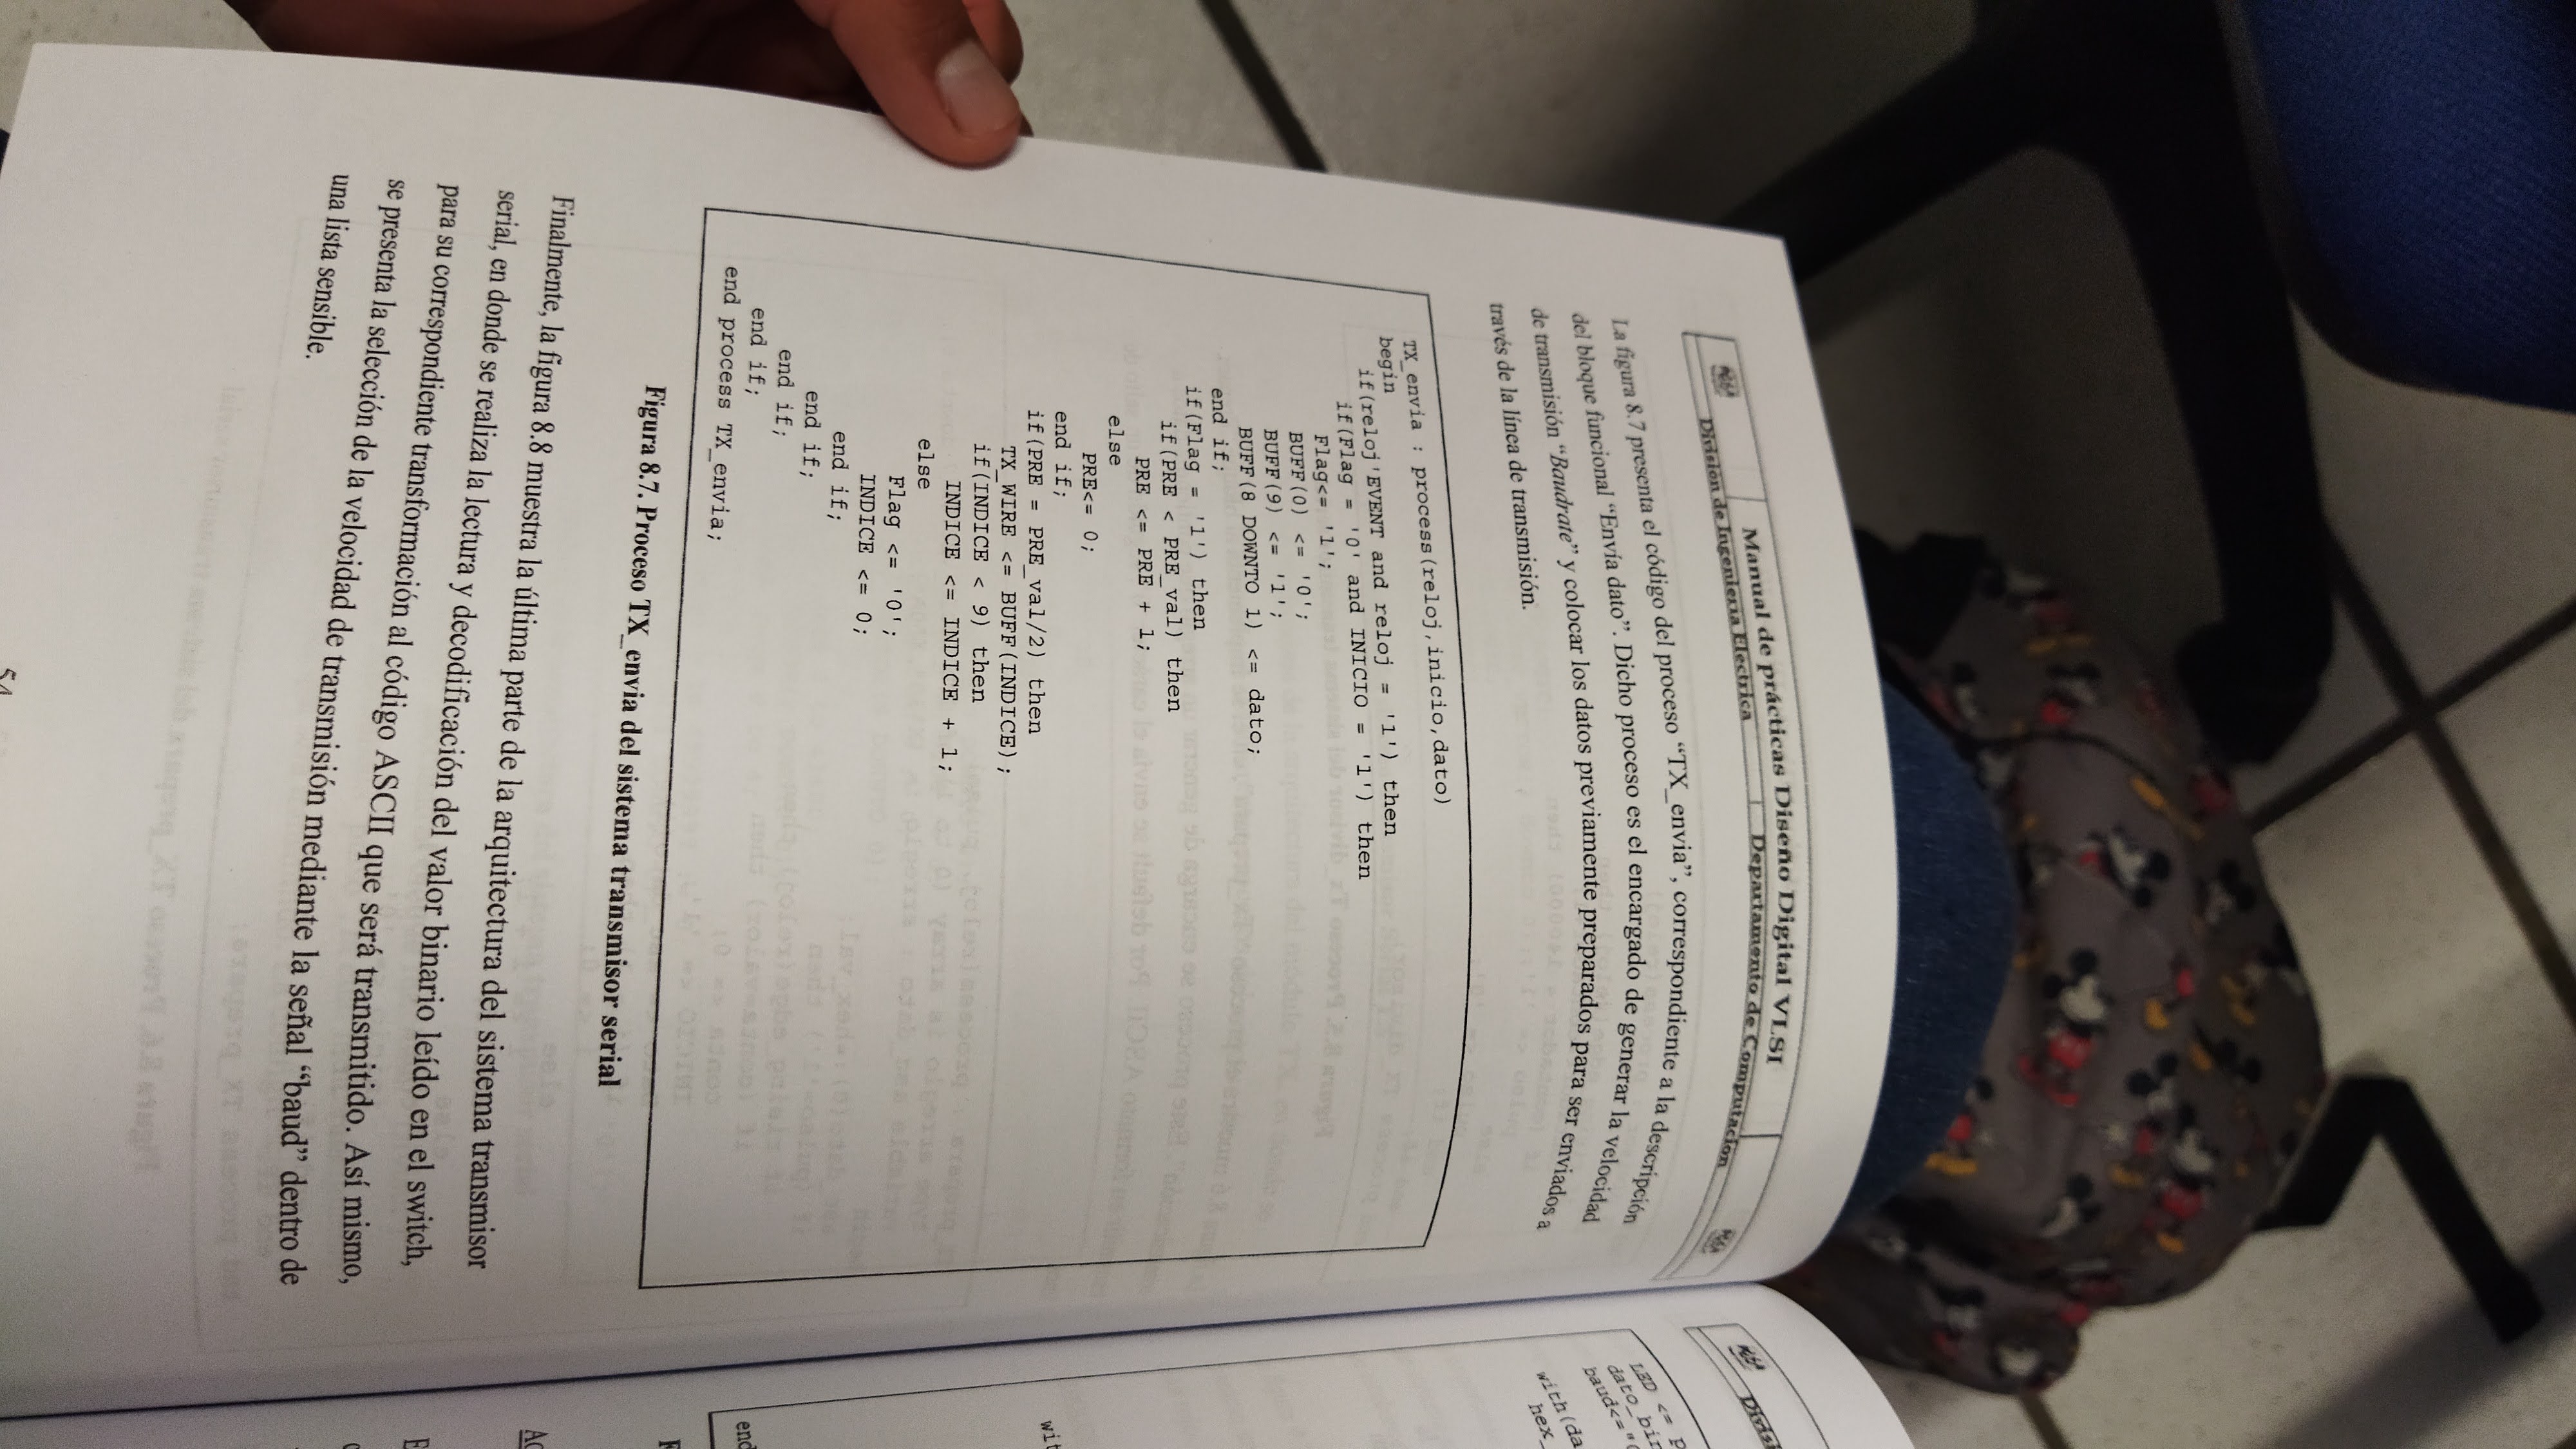 Manual de prácticas Diseño Digital VLSI
División de Ingeniería Eléctrica
Departamento de Computación
La figura 8.7 presenta el código del proceso “TX_envia”, correspondiente a la descripción
del bloque funcional “Envía dato”. Dicho proceso es el encargado de generar la velocidad
de transmisión “Baudrate” y colocar los datos previamente preparados para ser enviados a
través de la línea de transmisión.
TX_envia : process(reloj,inicio,dato)
begin
if(reloj'EVENT and reloj = '1') then
if(Flag = '0' and INICIO = '1') then
Flag<= '1';
BUFF(0) <= '0';
BUFF(9) <= '1';
BUFF(8 DOWNTO 1) <= dato;
end if;
if(Flag = '1') then
if(PRE < PRE_val) then
PRE <= PRE + 1;
else
PRE<= 0;
end if;
if(PRE = PRE_val/2) then
TX_WIRE <= BUFF(INDICE);
if(INDICE < 9) then
INDICE <= INDICE + 1;
else
Flag <= '0';
INDICE <= 0;
end if;
end if;
end if;
end if;
end process TX_envia;
Figura 8.7. Proceso TX_envia del sistema transmisor serial
Finalmente, la figura 8.8 muestra la última parte de la arquitectura del sistema transmisor
serial, en donde se realiza la lectura y decodificación del valor binario leído en el switch,
para su correspondiente transformación al código ASCII que será transmitido. Así mismo,
se presenta la selección de la velocidad de transmisión mediante la señal “baud” dentro de
una lista sensible.
54
LED <=
baud<=